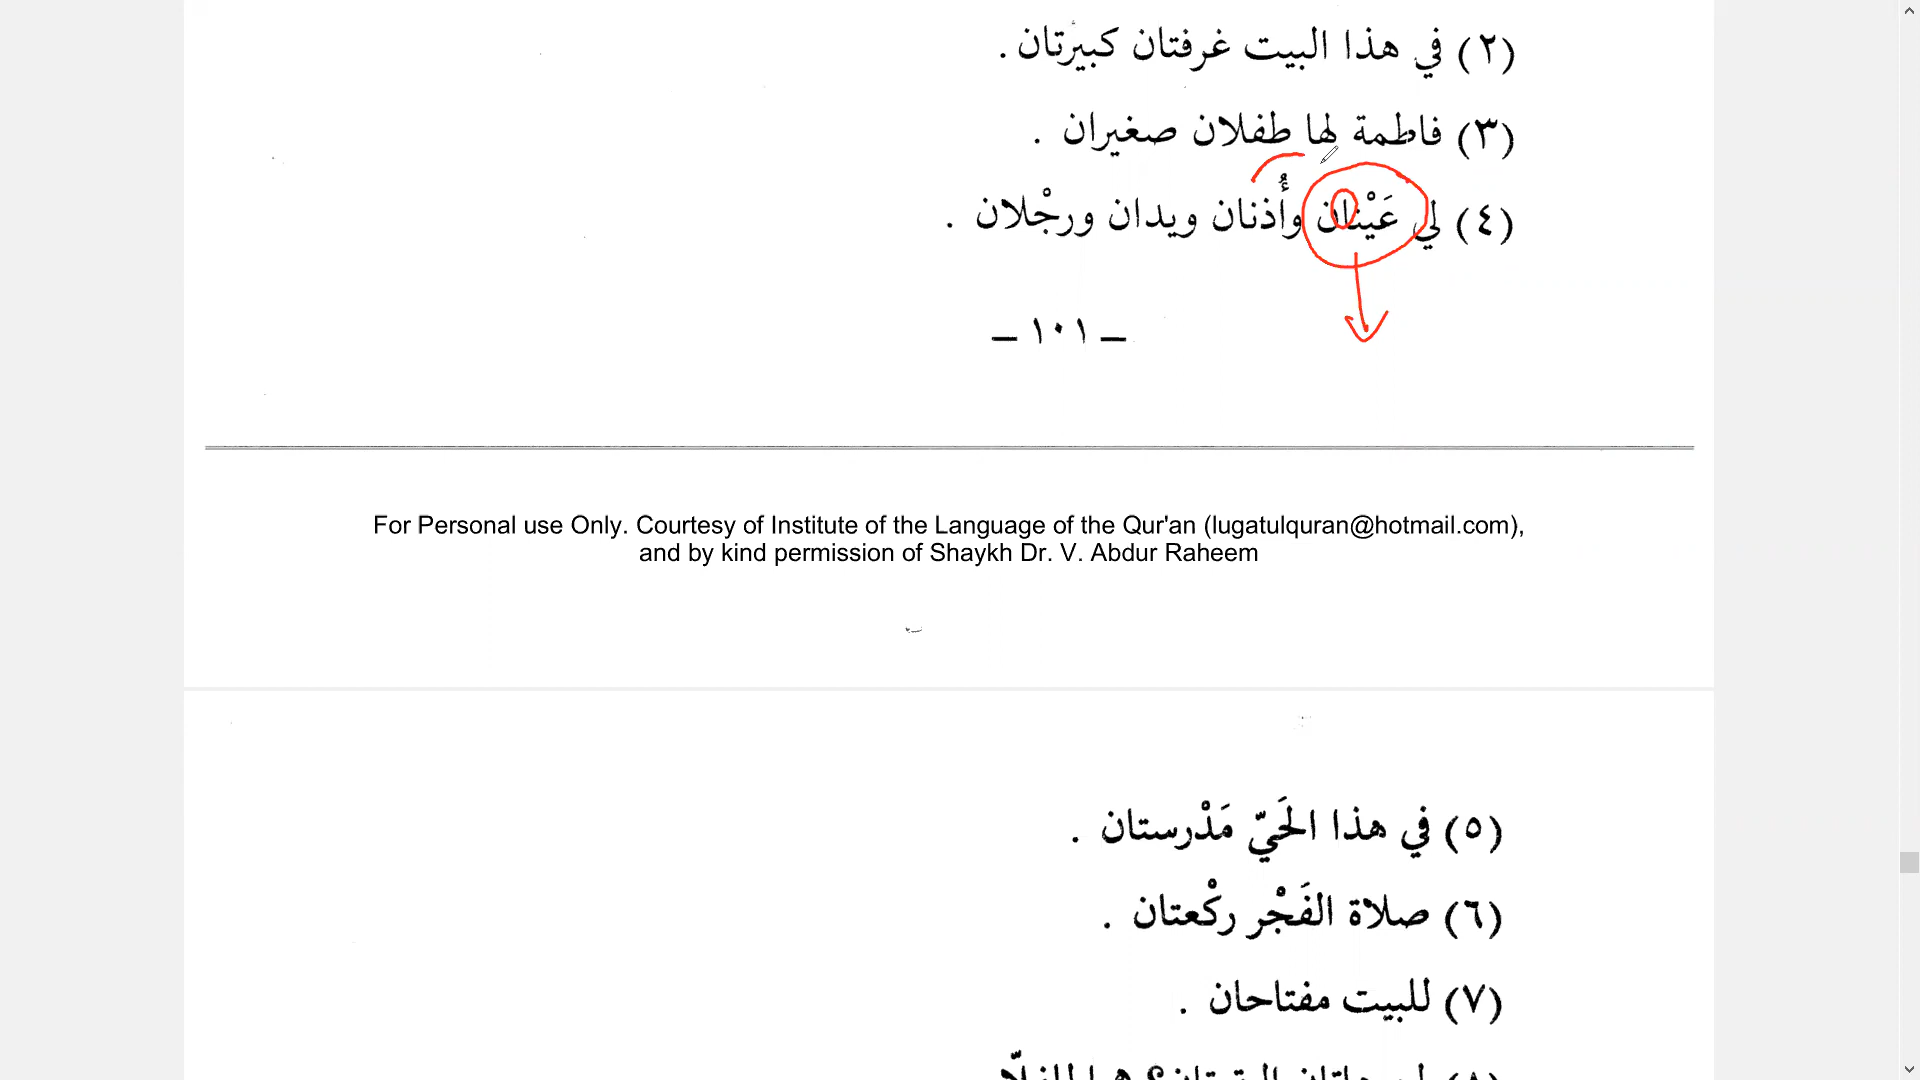 (٢) في هذا البيت غرفتان كبيرتان .
(٣) فاطمة لها طفلان صغيران .
(٤) لي عَيْنان وأُذنان ويدان ورجْلان .
— ١٠١ —
For Personal use Only. Courtesy of Institute of the Language of the Qur'an (lugatulquran@hotmail.com),
and by kind permission of Shaykh Dr. V. Abdur Raheem
(٥) في هذا الحَيّ مَدْرستان .
(٦) صلاة الفَجْر ركْعتان .
(٧) للبيت مفتاحان .